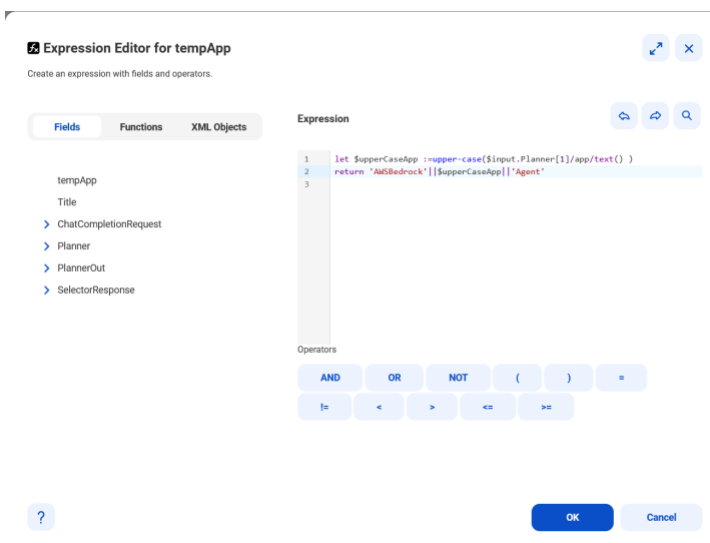 Expression Editor for tempApp
Create an expression with fields and operators.
Fields Functions XML Objects
Expression
tempApp
Title
ChatCompletionRequest
Planner
PlannerOut
SelectorResponse
1 let $upperCaseApp :=upper-case($input.Planner[1]/app/text() )
2 return 'AWSBedrock'||$upperCaseApp||'Agent'
3
Operators
AND OR NOT ( ) =
!= < > <= >=
? OK Cancel